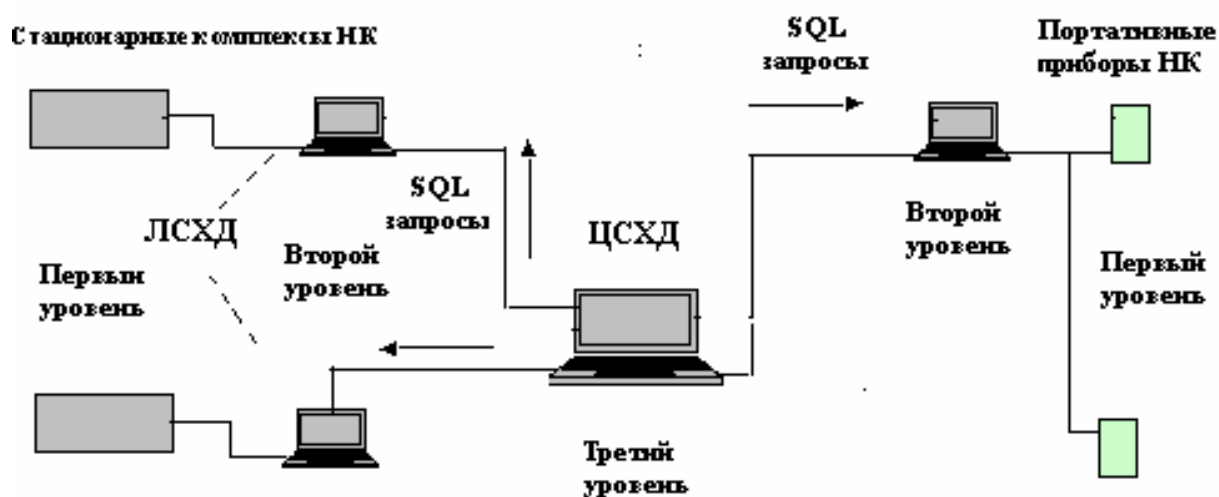 Стационарные комплексы НК
SQL
запросы
Портативные
приборы НК
SQL
запросы
ЛСХД
ЦСХД
Второй
уровень
Второй
уровень
Первый
уровень
Первый
уровень
Третий
уровень